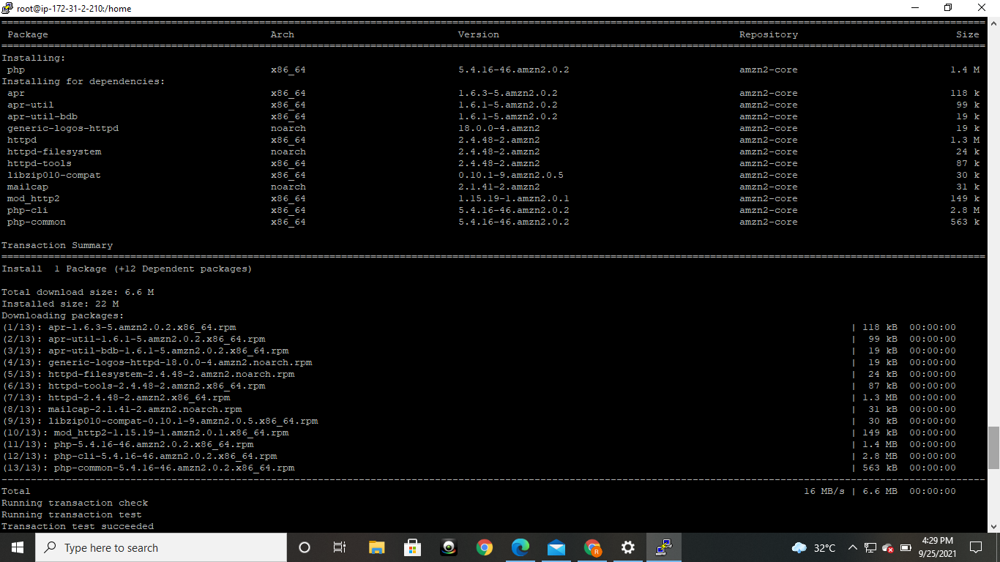 root@ip-172-31-2-210:/home
Package Arch Version Repository Size
Installing:
php x86_64 5.4.16-46.amzn2.0.2 amzn2-core 1.4 M
Installing for dependencies:
apr x86_64 1.6.3-5.amzn2.0.2 amzn2-core 118 k
apr-util x86_64 1.6.1-5.amzn2.0.2 amzn2-core 99 k
apr-util-bdb x86_64 1.6.1-5.amzn2.0.2 amzn2-core 19 k
generic-logos-httpd noarch 18.0.0-4.amzn2 amzn2-core 19 k
httpd x86_64 2.4.48-2.amzn2 amzn2-core 1.3 M
httpd-filesystem noarch 2.4.48-2.amzn2 amzn2-core 24 k
httpd-tools x86_64 2.4.48-2.amzn2 amzn2-core 87 k
libzip010-compat x86_64 0.10.1-9.amzn2.0.5 amzn2-core 30 k
mailcap noarch 2.1.41-2.amzn2 amzn2-core 31 k
mod_http2 x86_64 1.15.19-1.amzn2.0.1 amzn2-core 149 k
php-cli x86_64 5.4.16-46.amzn2.0.2 amzn2-core 2.8 M
php-common x86_64 5.4.16-46.amzn2.0.2 amzn2-core 563 k
Transaction Summary
Install 1 Package (+12 Dependent packages)
Total download size: 6.6 M
Installed size: 22 M
Downloading packages:
(1/13): apr-1.6.3-5.amzn2.0.2.x86_64.rpm | 118 kB 00:00:00
(2/13): apr-util-1.6.1-5.amzn2.0.2.x86_64.rpm | 99 kB 00:00:00
(3/13): apr-util-bdb-1.6.1-5.amzn2.0.2.x86_64.rpm | 19 kB 00:00:00
(4/13): generic-logos-httpd-18.0.0-4.amzn2.noarch.rpm | 19 kB 00:00:00
(5/13): httpd-filesystem-2.4.48-2.amzn2.noarch.rpm | 24 kB 00:00:00
(6/13): httpd-tools-2.4.48-2.amzn2.x86_64.rpm | 87 kB 00:00:00
(7/13): httpd-2.4.48-2.amzn2.x86_64.rpm | 1.3 MB 00:00:00
(8/13): mailcap-2.1.41-2.amzn2.noarch.rpm | 31 kB 00:00:00
(9/13): libzip010-compat-0.10.1-9.amzn2.0.5.x86_64.rpm | 30 kB 00:00:00
(10/13): mod_http2-1.15.19-1.amzn2.0.1.x86_64.rpm | 149 kB 00:00:00
(11/13): php-5.4.16-46.amzn2.0.2.x86_64.rpm | 1.4 MB 00:00:00
(12/13): php-cli-5.4.16-46.amzn2.0.2.x86_64.rpm | 2.8 MB 00:00:00
(13/13): php-common-5.4.16-46.amzn2.0.2.x86_64.rpm | 563 kB 00:00:00
Total 16 MB/s | 6.6 MB 00:00:00
Running transaction check
Running transaction test
Transaction test succeeded
Type here to search
R
32°C
4:29 PM
9/25/2021